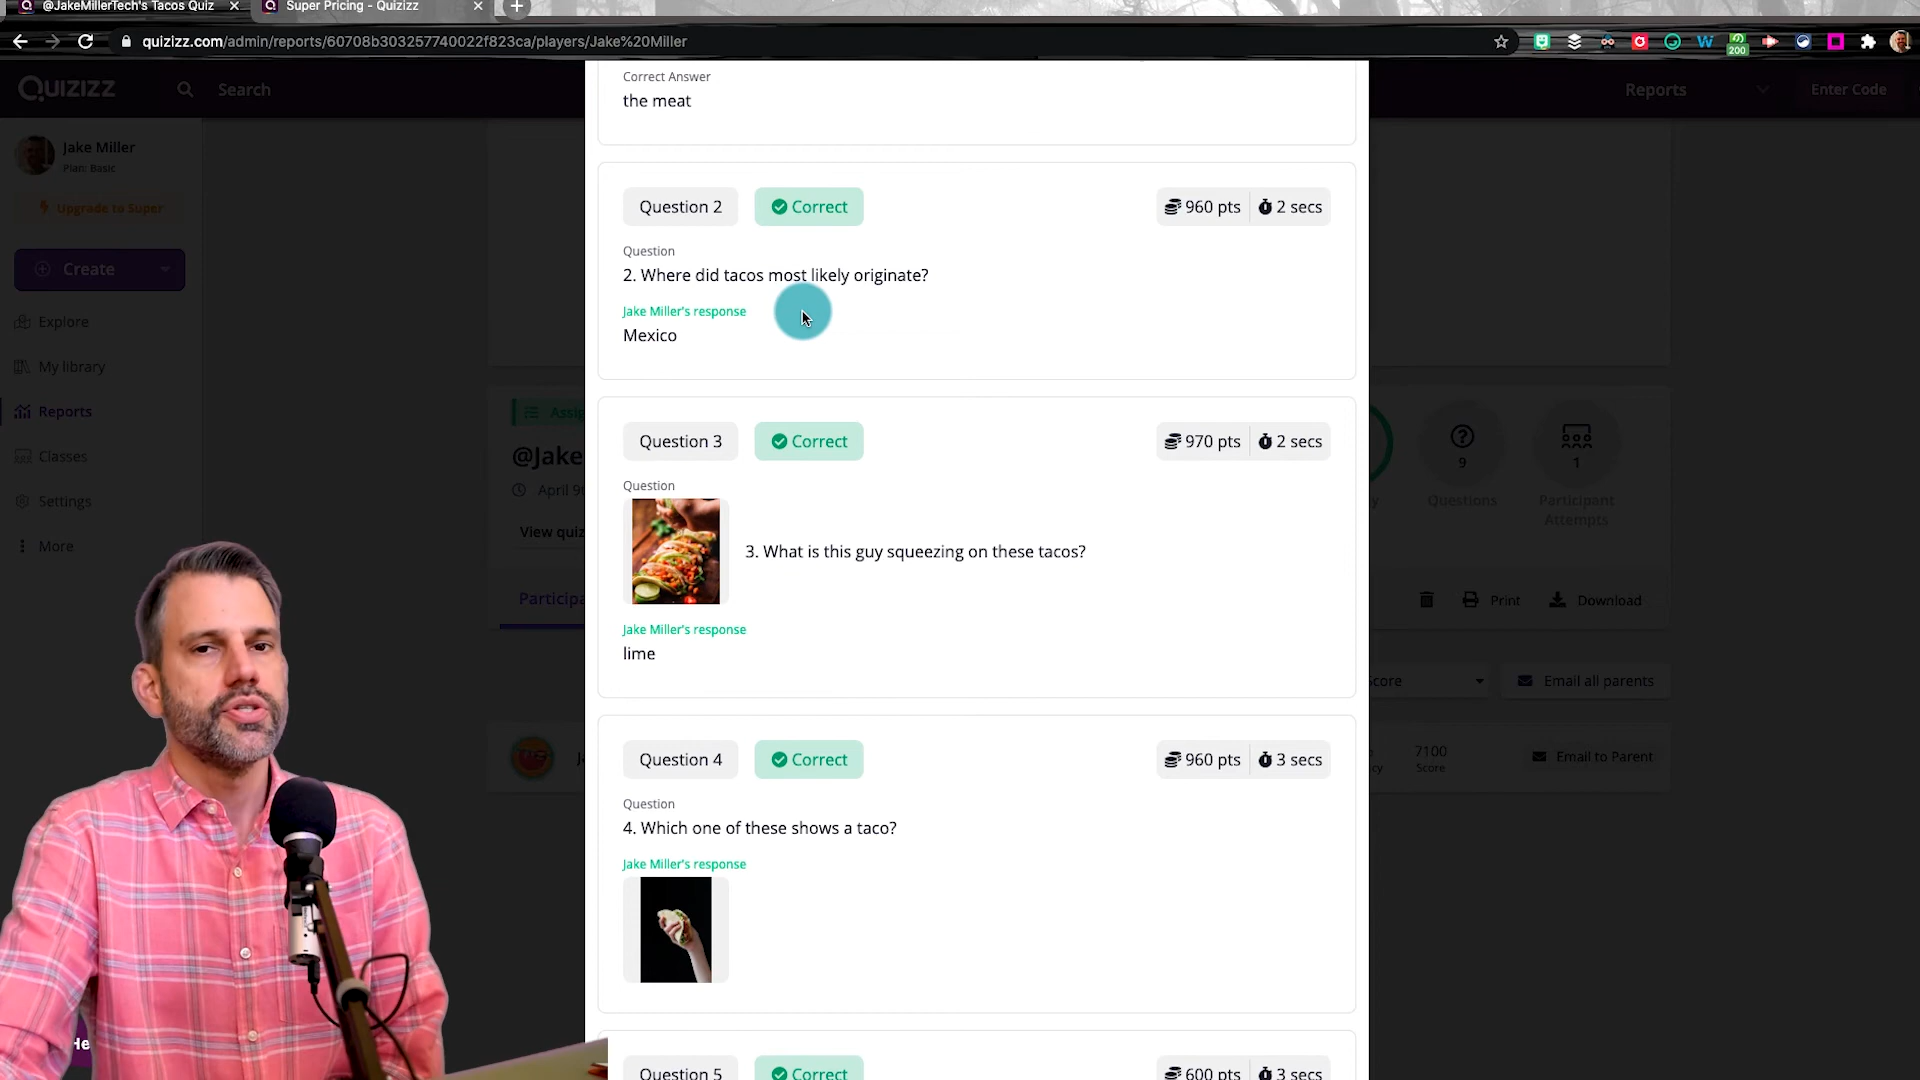 @JakeMillerTech's Tacos Quiz
Super Pricing - Quizizz
quizizz.com/admin/reports/60708b303257740022f823ca/players/Jake%20Miller
200
QUIZIZZ
Search
Reports
Enter Code
Jake Miller
Plan: Basic
Upgrade to Super
Create
Explore
My library
Reports
Classes
Settings
More
Correct Answer
the meat
Question 2
Correct
960 pts
2 secs
Question
2. Where did tacos most likely originate?
Jake Miller's response
Mexico
Question 3
Correct
970 pts
2 secs
Question
3. What is this guy squeezing on these tacos?
Jake Miller's response
lime
Question 4
Correct
960 pts
3 secs
Question
4. Which one of these shows a taco?
Jake Miller's response
Question 5
Correct
600 pts
3 secs
@Jake
View quiz
9
Questions
1
Participant
Attempts
Print
Download
Email all parents
7100
Score
Email to Parent